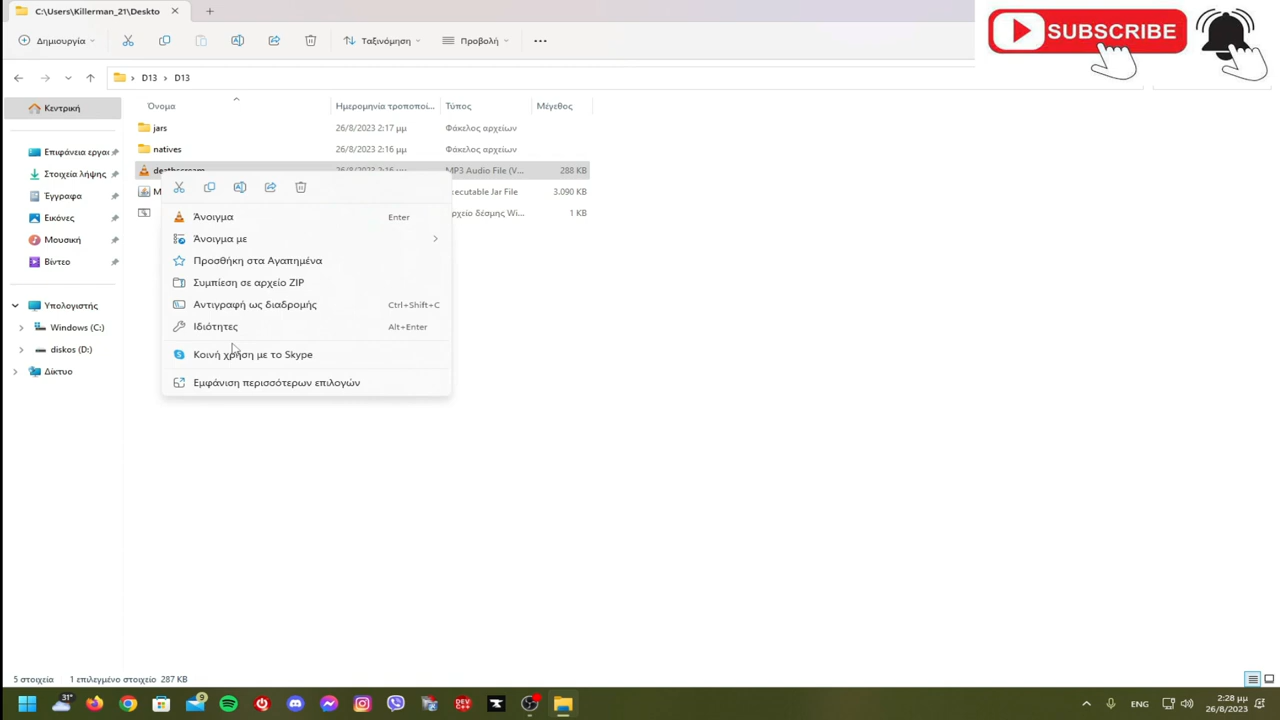 C:\Users\Killerman_21\Deskto
SUBSCRIBE
Δημιουργία
Ταξινόμηση
Προβολή
D13 > D13
Κεντρική
Όνομα
Ημερομηνία τροποποί...
Τύπος
Μέγεθος
jars
26/8/2023 2:17 μμ
Φάκελος αρχείων
natives
26/8/2023 2:16 μμ
Φάκελος αρχείων
Επιφάνεια εργασ
Στοιχεία λήψης
Έγγραφα
Εικόνες
Μουσική
Βίντεο
Υπολογιστής
Windows (C:)
diskos (D:)
Δίκτυο
deathscream
26/8/2023 2:16 μμ
MP3 Audio File (V...
288 KB
M
xecutable Jar File
3.090 KB
ρχείο δέσμης Wi...
1 KB
Άνοιγμα
Enter
Άνοιγμα με
Προσθήκη στα Αγαπημένα
Συμπίεση σε αρχείο ZIP
Αντιγραφή ως διαδρομής
Ctrl+Shift+C
Ιδιότητες
Alt+Enter
Κοινή χρήση με το Skype
Εμφάνιση περισσότερων επιλογών
5 στοιχεία
1 επιλεγμένο στοιχείο 287 KB
31°
9
DEV
ENG
2:28 μμ
26/8/2023